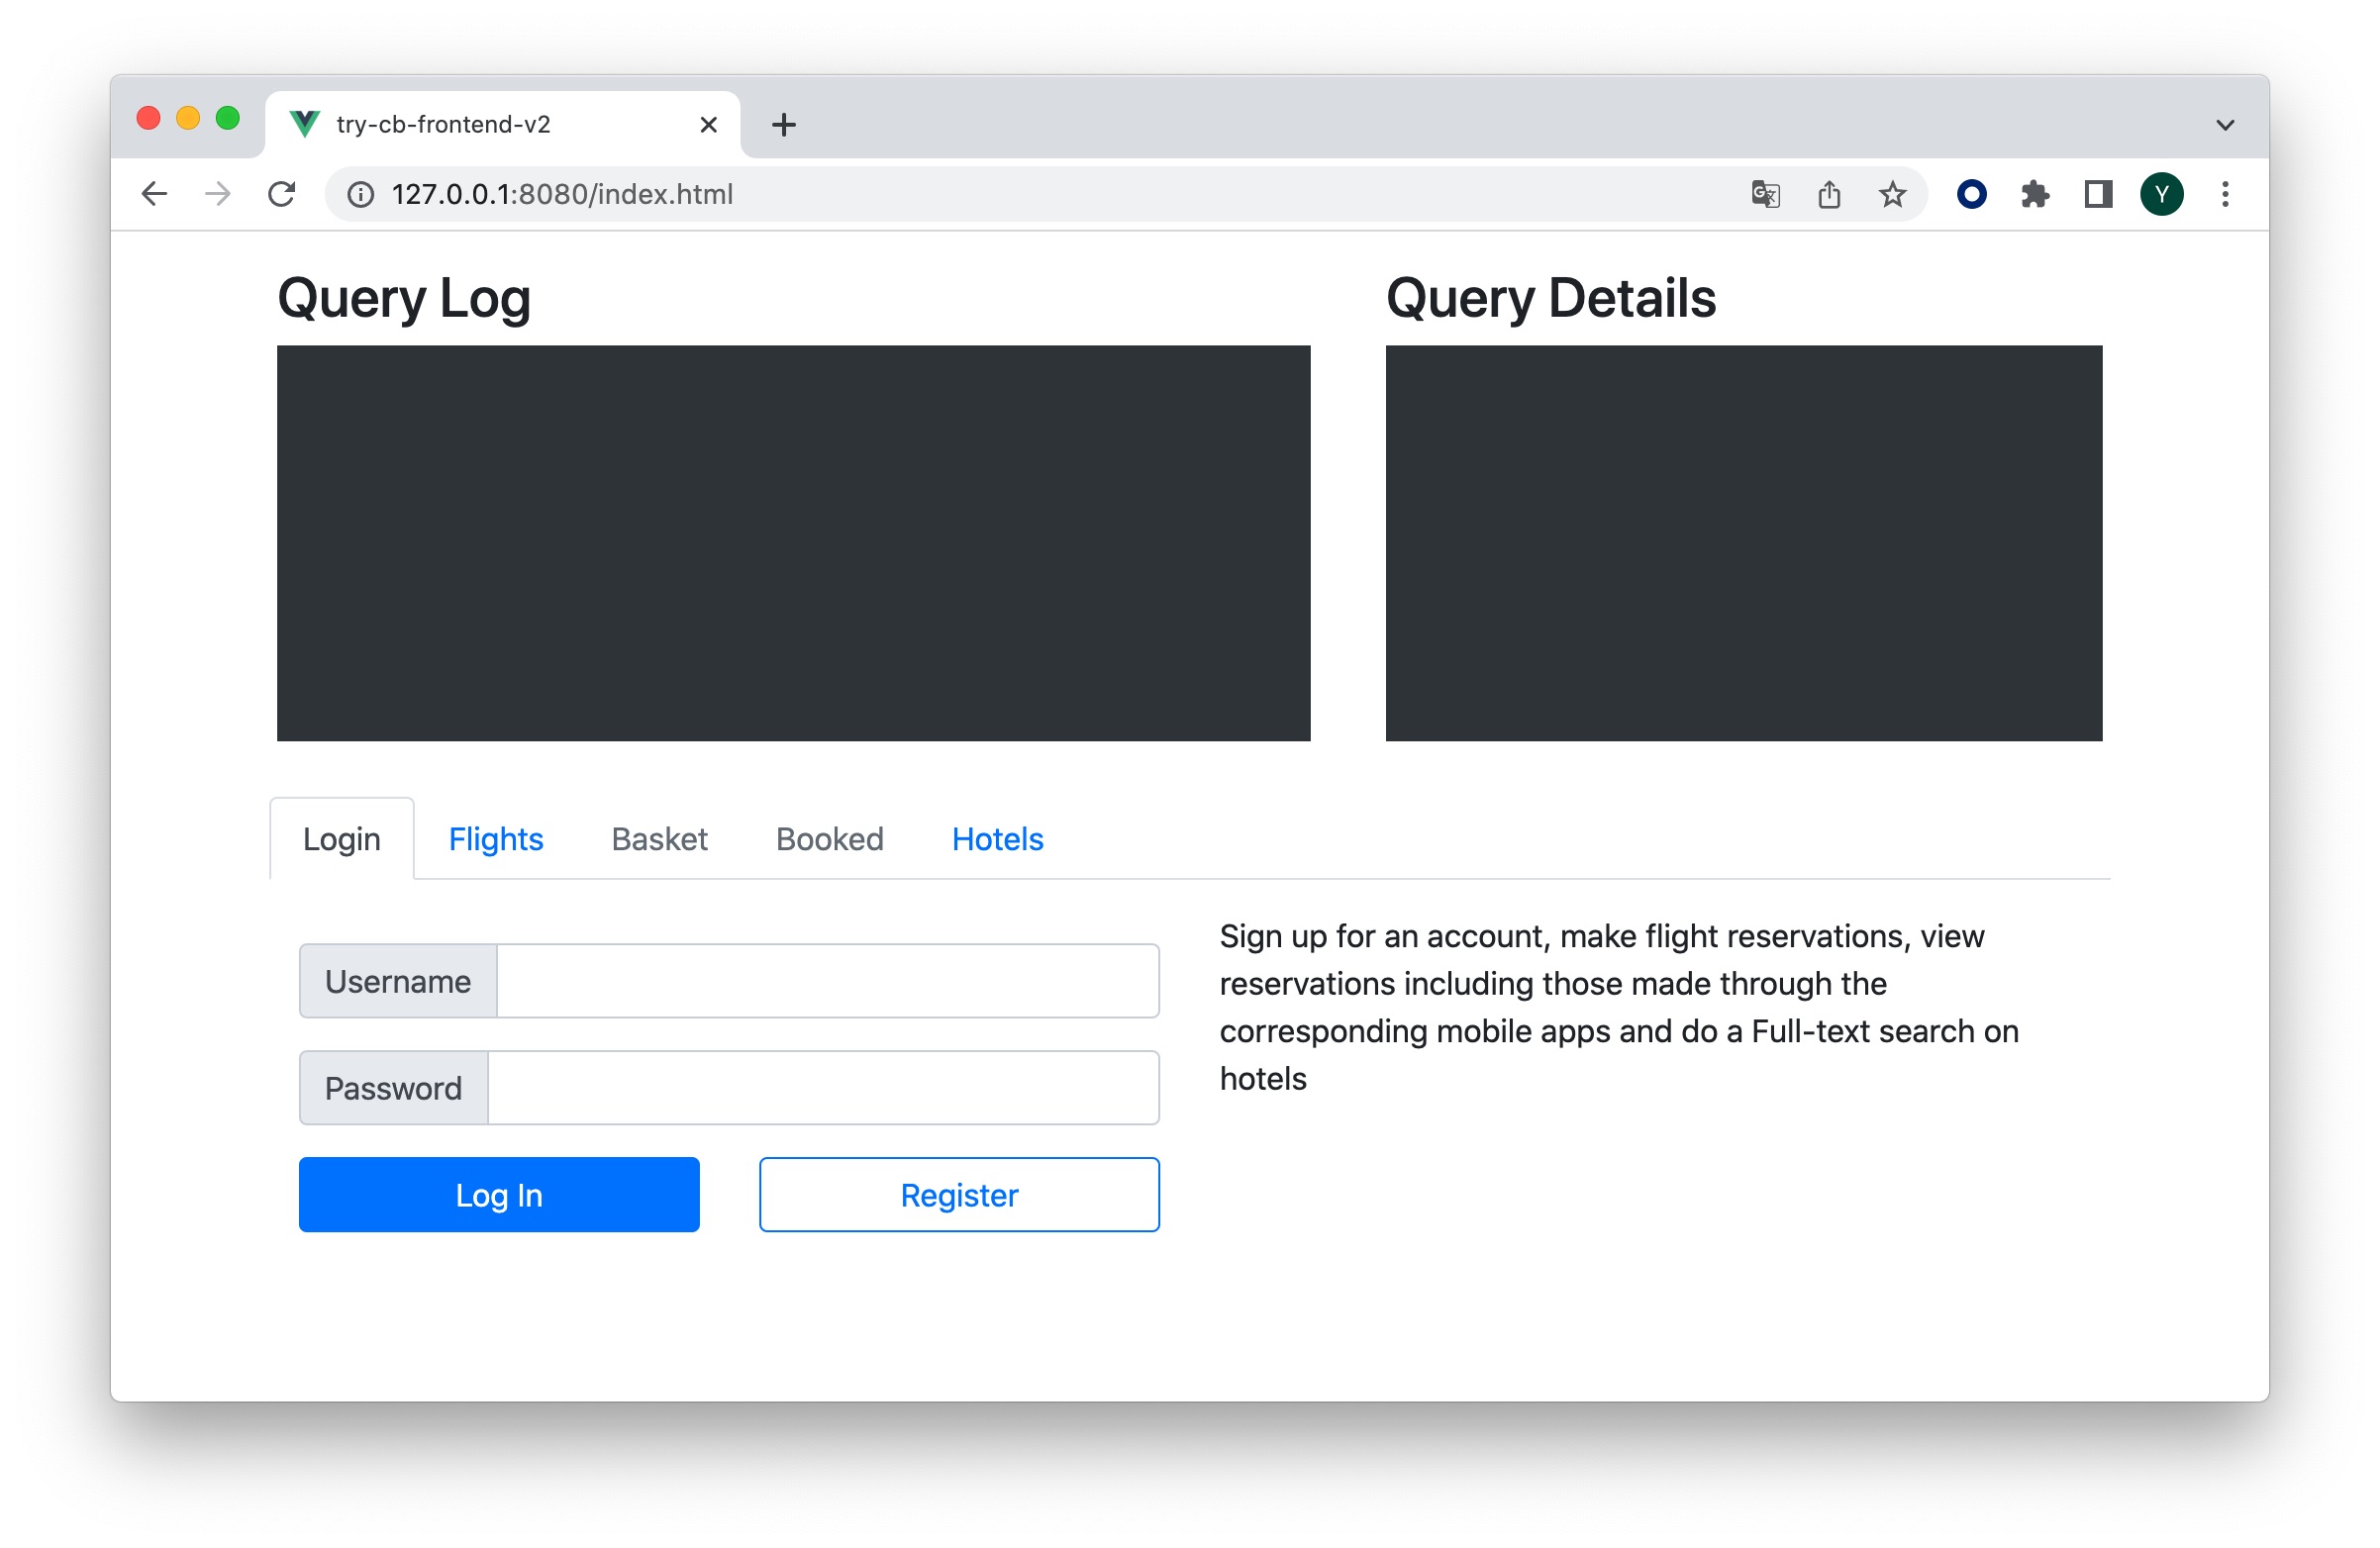 try-cb-frontend-v2
127.0.0.1:8080/index.html
Y
Query Log
Query Details
Login
Flights
Basket
Booked
Hotels
Username
Password
Log In
Register
Sign up for an account, make flight reservations, view
reservations including those made through the
corresponding mobile apps and do a Full-text search on
hotels